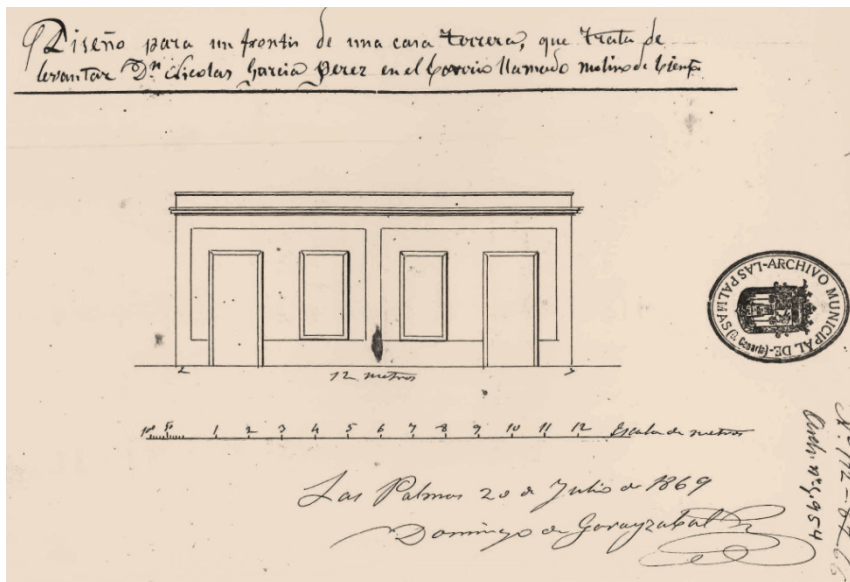 Diseño para un frontis de una casa terrera, que trata de
levantar Dn. Nicolas Garcia Perez en el barrio llamado molino de
12 metros
100 50 1 2 3 4 5 6 7 8 9 10 11 12 Escala de metros
Las Palmas 20 de Julio de 1869
Domingo de Garayzabal
ARCHIVO MUNICIPAL DE LAS PALMAS (G. Canaria)